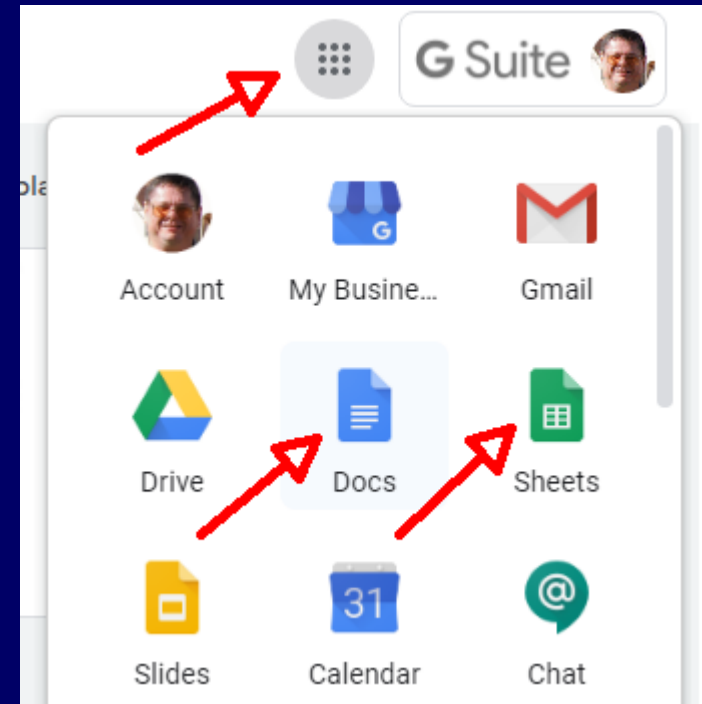 G Suite
Account My Busine... Gmail
G
Drive Docs Sheets
31
@
Slides Calendar Chat